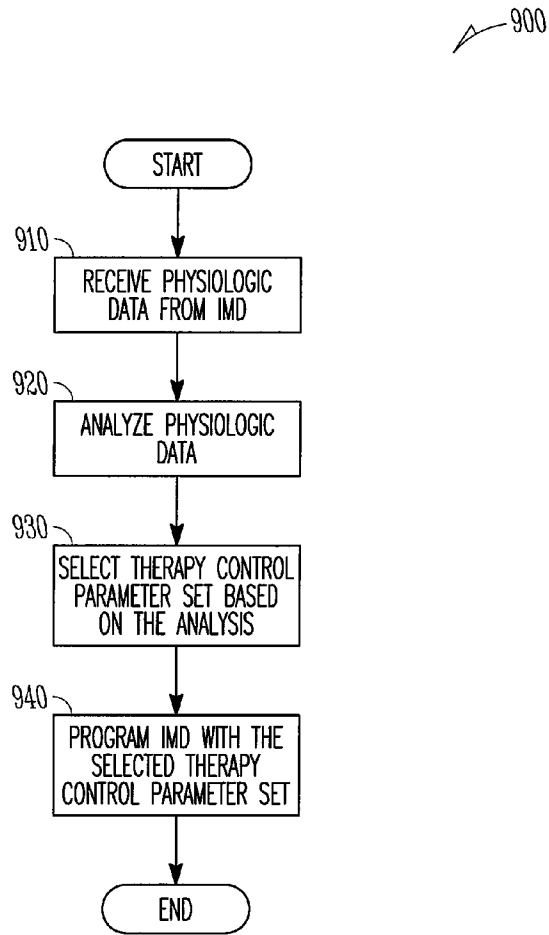 900
START
910
RECEIVE PHYSIOLOGIC
DATA FROM IMD
920
ANALYZE PHYSIOLOGIC
DATA
930
SELECT THERAPY CONTROL
PARAMETER SET BASED
ON THE ANALYSIS
940
PROGRAM IMD WITH THE
SELECTED THERAPY
CONTROL PARAMETER SET
END